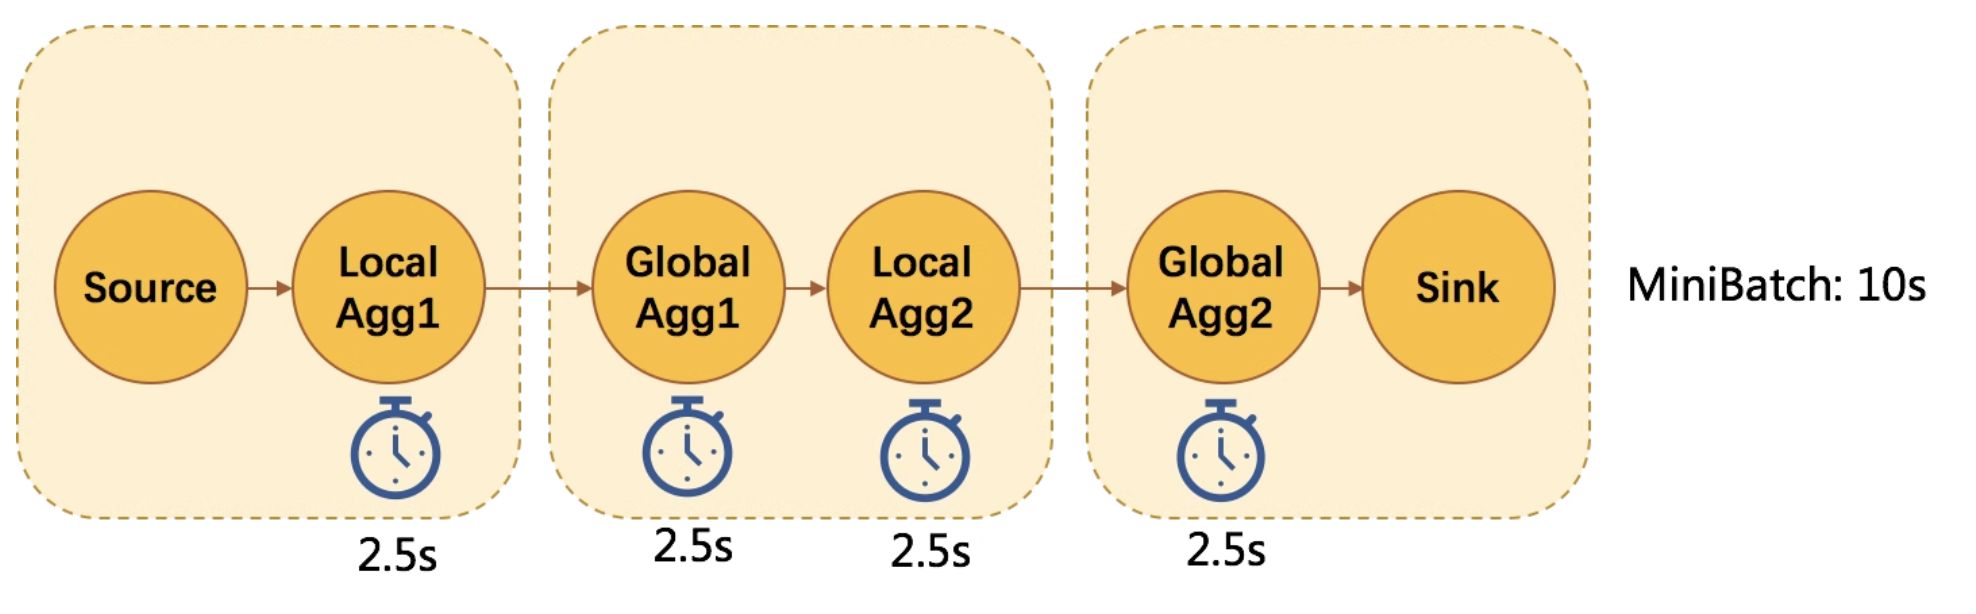 Source
Local
Agg1
Global
Agg1
Local
Agg2
Global
Agg2
Sink
MiniBatch: 10s
2.5s
2.5s
2.5s
2.5s